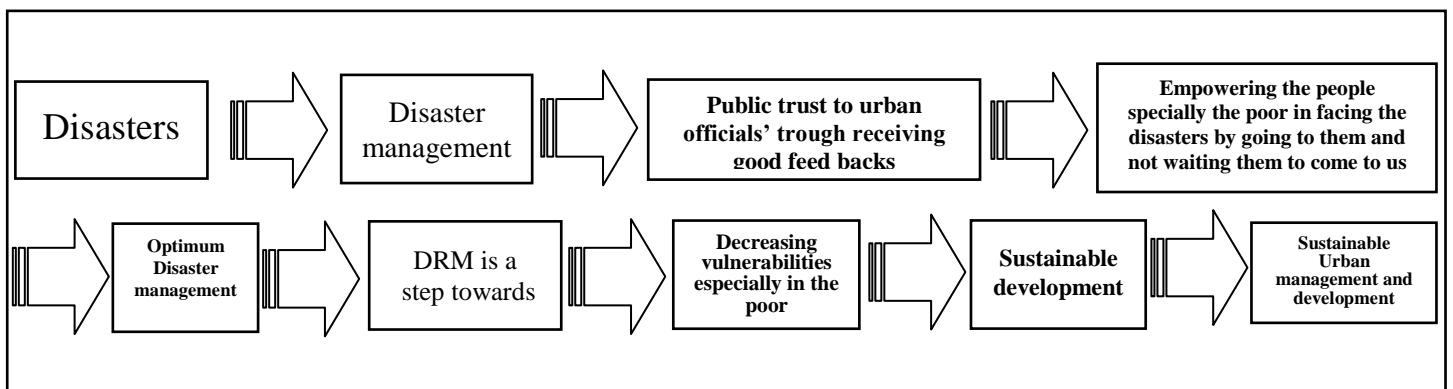 Disasters
Disaster
management
Public trust to urban
officials’ trough receiving
good feed backs
Empowering the people
specially the poor in facing the
disasters by going to them and
not waiting them to come to us
Optimum
Disaster
management
DRM is a
step towards
Decreasing
vulnerabilities
especially in the
poor
Sustainable
development
Sustainable
Urban
management and
development